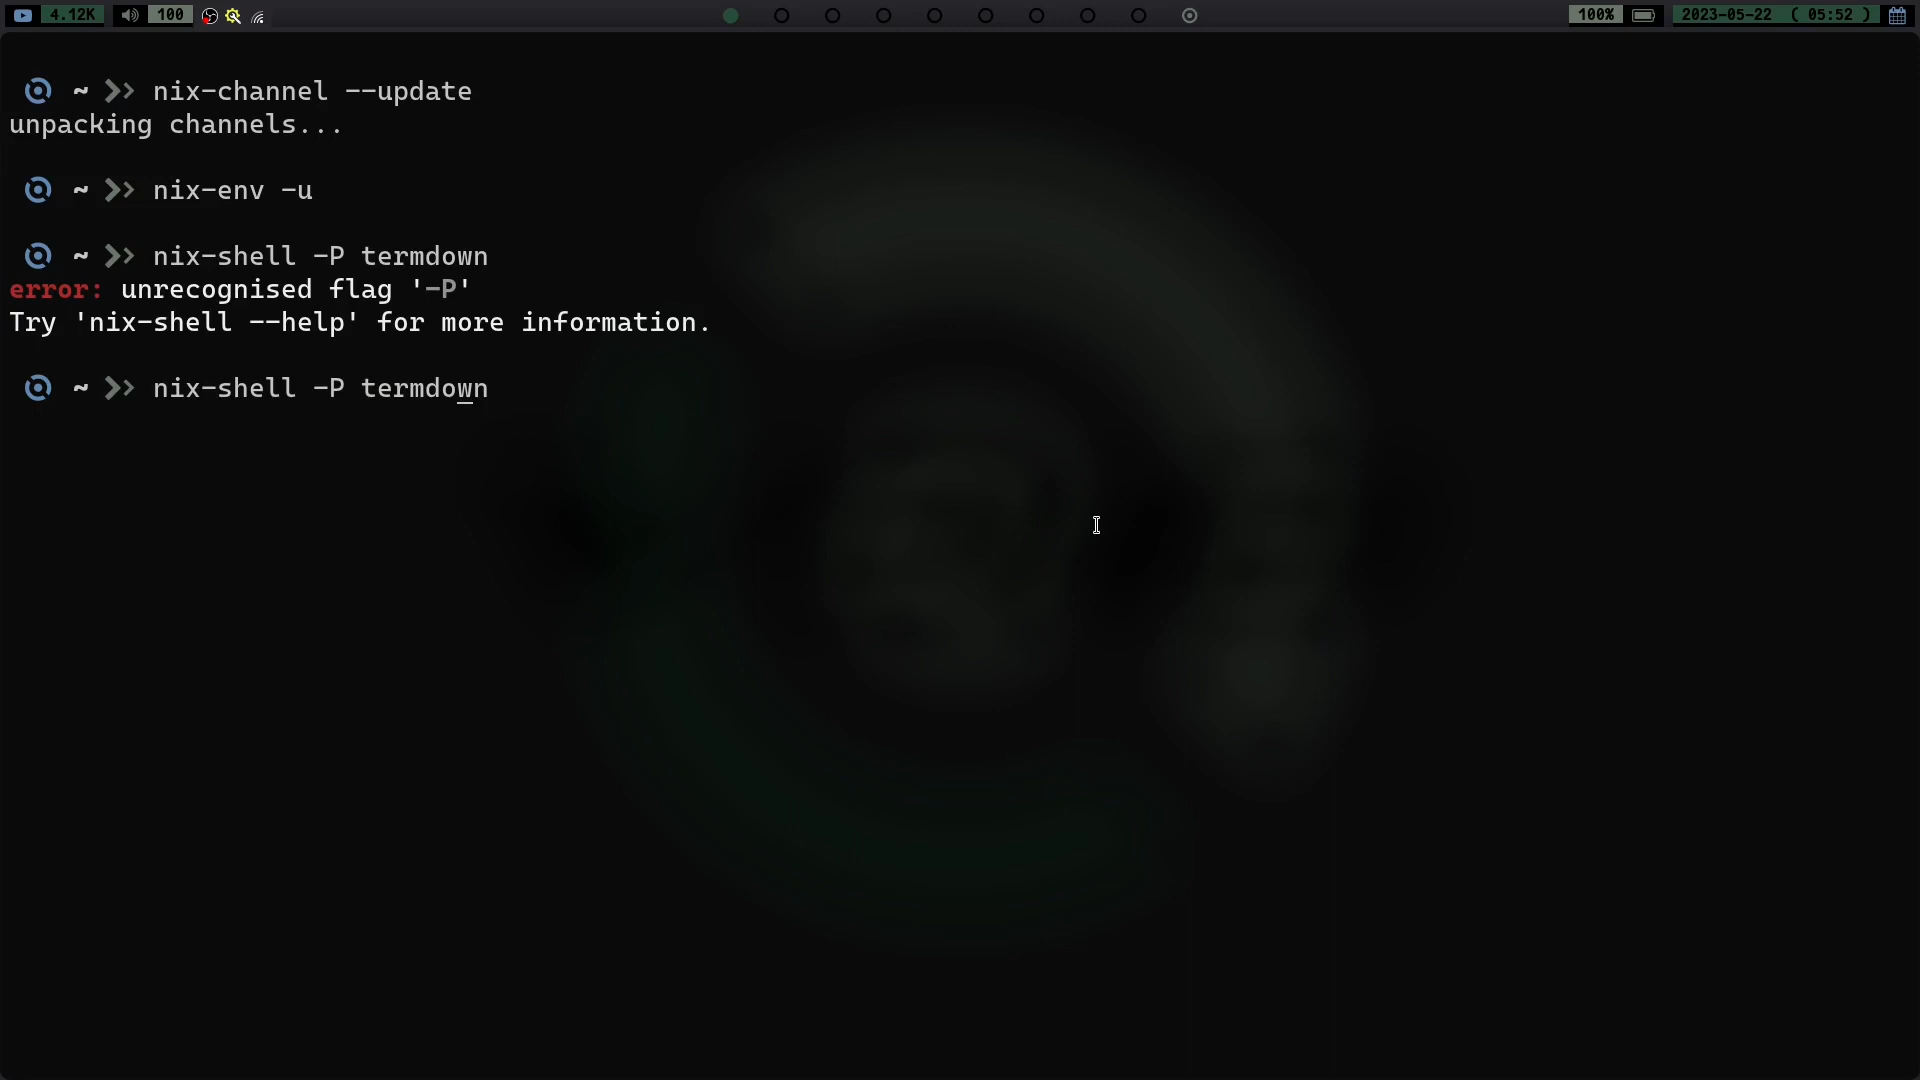 4.12K 100 100% 2023-05-22 ( 05:52 )
~ nix-channel --update
unpacking channels...
~ nix-env -u
~ nix-shell -P termdown
error: unrecognised flag '-P'
Try 'nix-shell --help' for more information.
~ nix-shell -P termdown